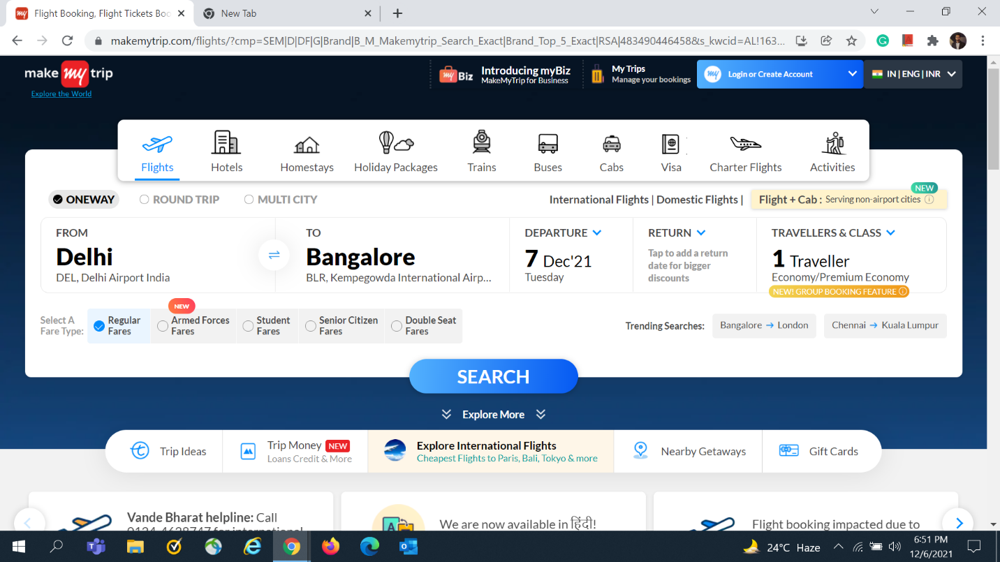 Flight Booking, Flight Tickets Boo
New Tab
makemytrip.com/flights/?cmp=SEM|D|DF|G|Brand|B_M_Makemytrip_Search_Exact|Brand_Top_5_Exact|RSA|483490446458&s_kwcid=AL!163...
make my trip
Explore the World
my Biz
Introducing myBiz
MakeMyTrip for Business
My Trips
Manage your bookings
my
Login or Create Account
IN | ENG | INR
Flights
Hotels
Homestays
Holiday Packages
Trains
Buses
Cabs
Visa
Charter Flights
Activities
ONEWAY
ROUND TRIP
MULTI CITY
International Flights | Domestic Flights |
NEW
Flight + Cab : Serving non-airport cities
FROM
Delhi
DEL, Delhi Airport India
TO
Bangalore
BLR, Kempegowda International Airp...
DEPARTURE
7 Dec'21
Tuesday
RETURN
Tap to add a return
date for bigger
discounts
TRAVELLERS & CLASS
1 Traveller
Economy/Premium Economy
NEW! GROUP BOOKING FEATURE
Select A
Fare Type:
Regular
Fares
NEW
Armed Forces
Fares
Student
Fares
Senior Citizen
Fares
Double Seat
Fares
Trending Searches:
Bangalore → London
Chennai → Kuala Lumpur
SEARCH
Explore More
Trip Ideas
Trip Money NEW
Loans Credit & More
Explore International Flights
Cheapest Flights to Paris, Bali, Tokyo & more
Nearby Getaways
Gift Cards
Vande Bharat helpline: Call
0124-4628747 for international
We are now available in हिंदी!
Flight booking impacted due to
24°C Haze
6:51 PM
12/6/2021